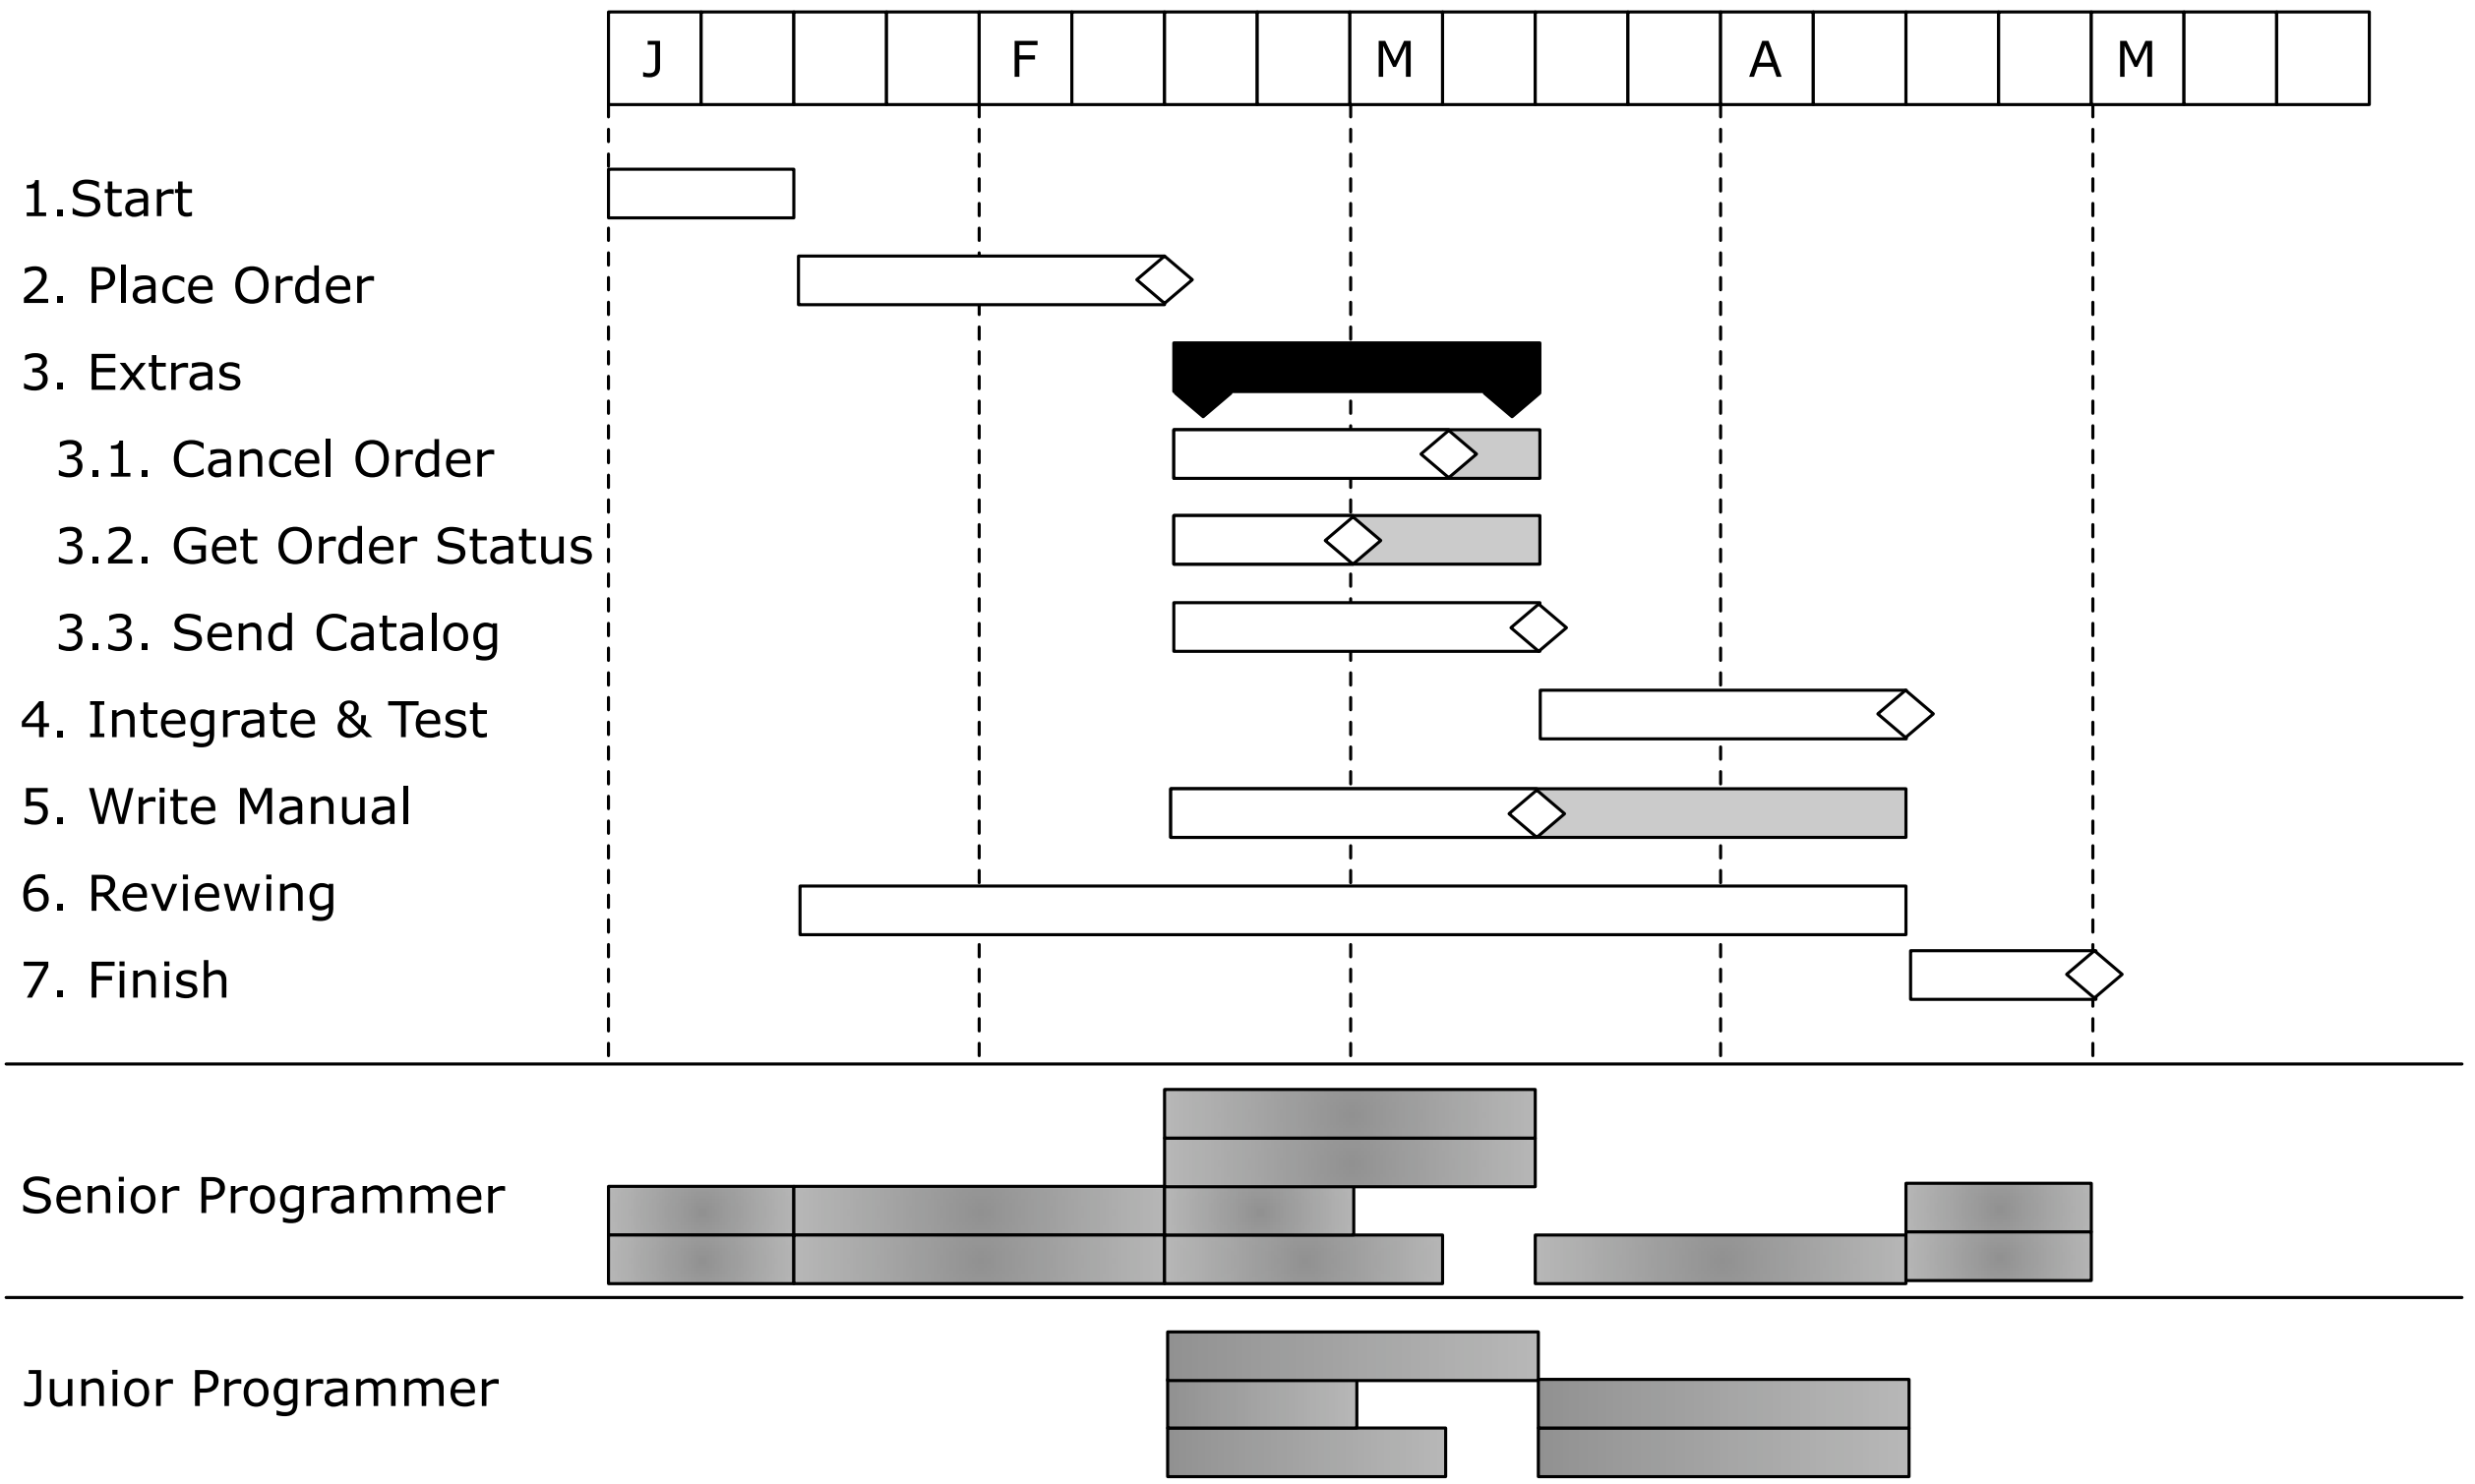 J F M A M
1.Start
2. Place Order
3. Extras
3.1. Cancel Order
3.2. Get Order Status
3.3. Send Catalog
4. Integrate & Test
5. Write Manual
6. Reviewing
7. Finish
Senior Programmer
Junior Programmer